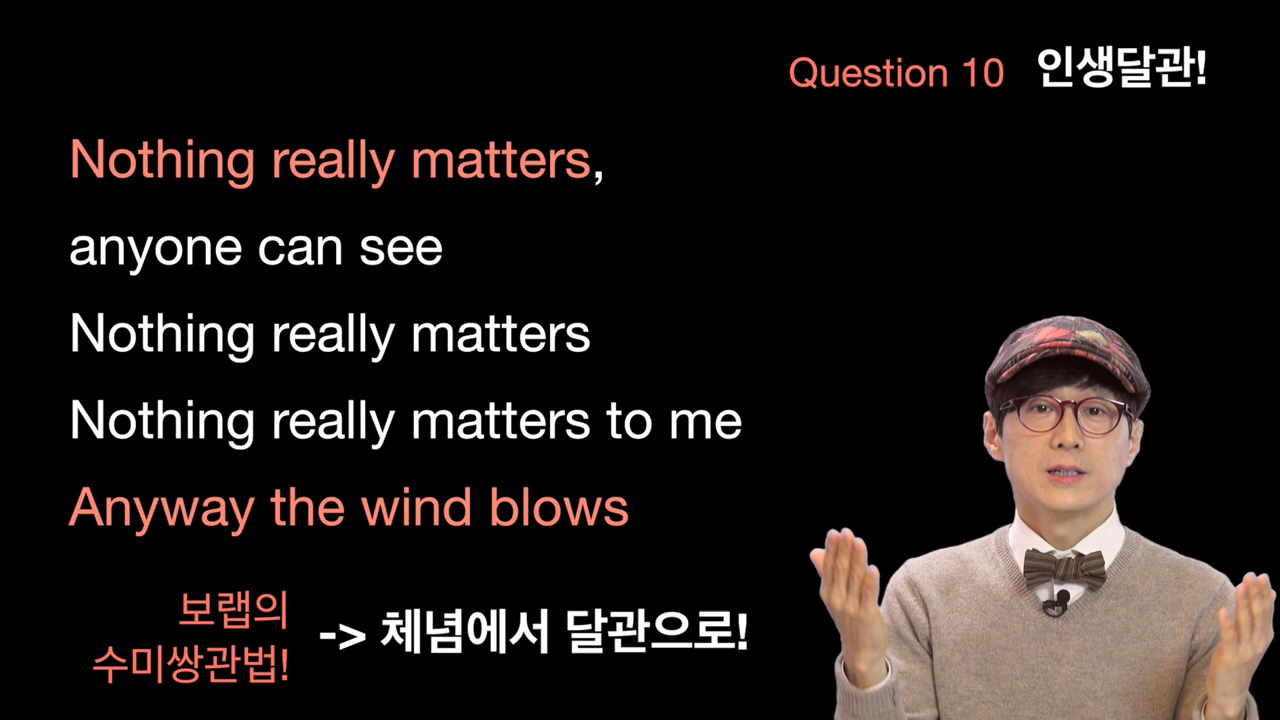 Question 10 인생달관!
Nothing really matters,
anyone can see
Nothing really matters
Nothing really matters to me
Anyway the wind blows
보랩의
수미쌍관법!
-> 체념에서 달관으로!